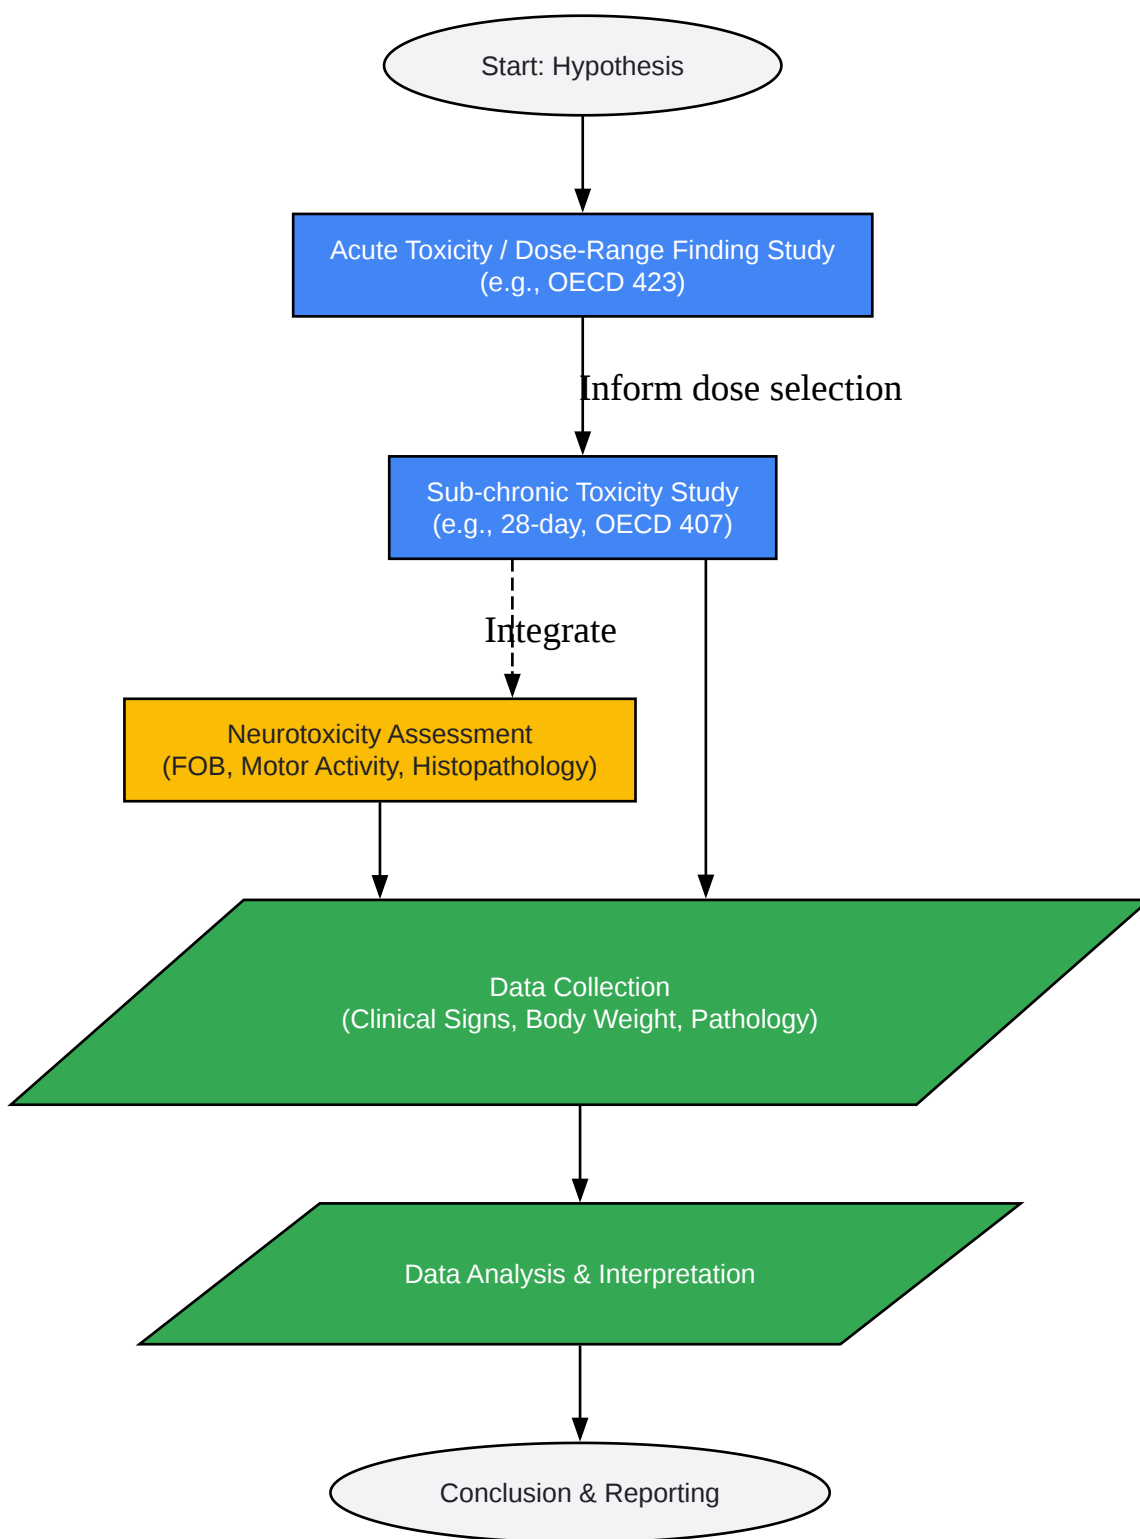 Start: Hypothesis
Acute Toxicity / Dose-Range Finding Study
(e.g., OECD 423)
Inform dose selection
Sub-chronic Toxicity Study
(e.g., 28-day, OECD 407)
Integrate
Neurotoxicity Assessment
(FOB, Motor Activity, Histopathology)
Data Collection
(Clinical Signs, Body Weight, Pathology)
Data Analysis & Interpretation
Conclusion & Reporting